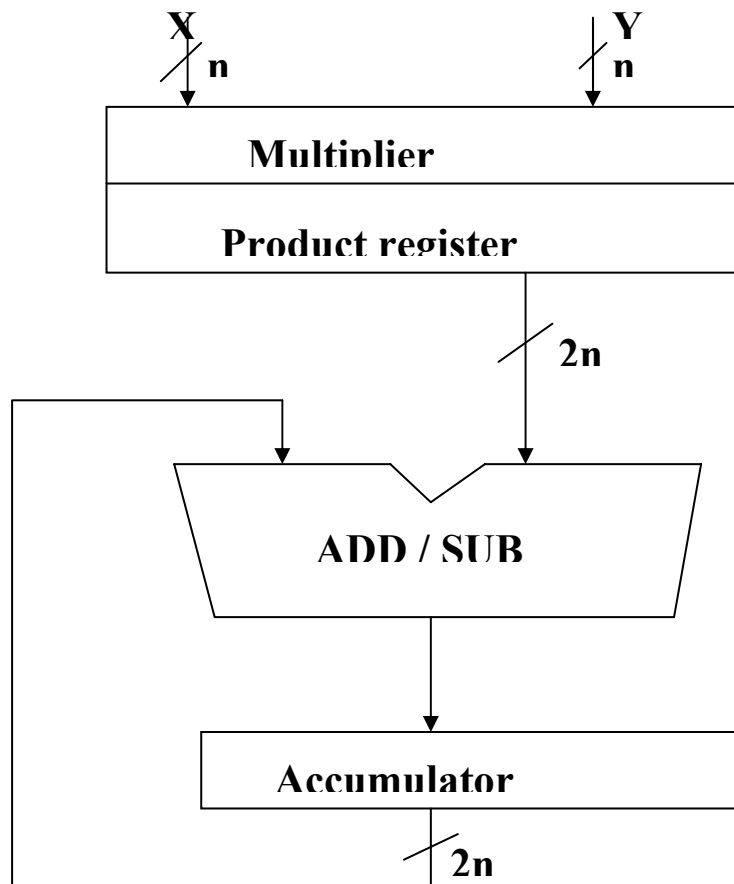 X Y
n n
Multiplier
Product register
2n
ADD / SUB
Accumulator
2n